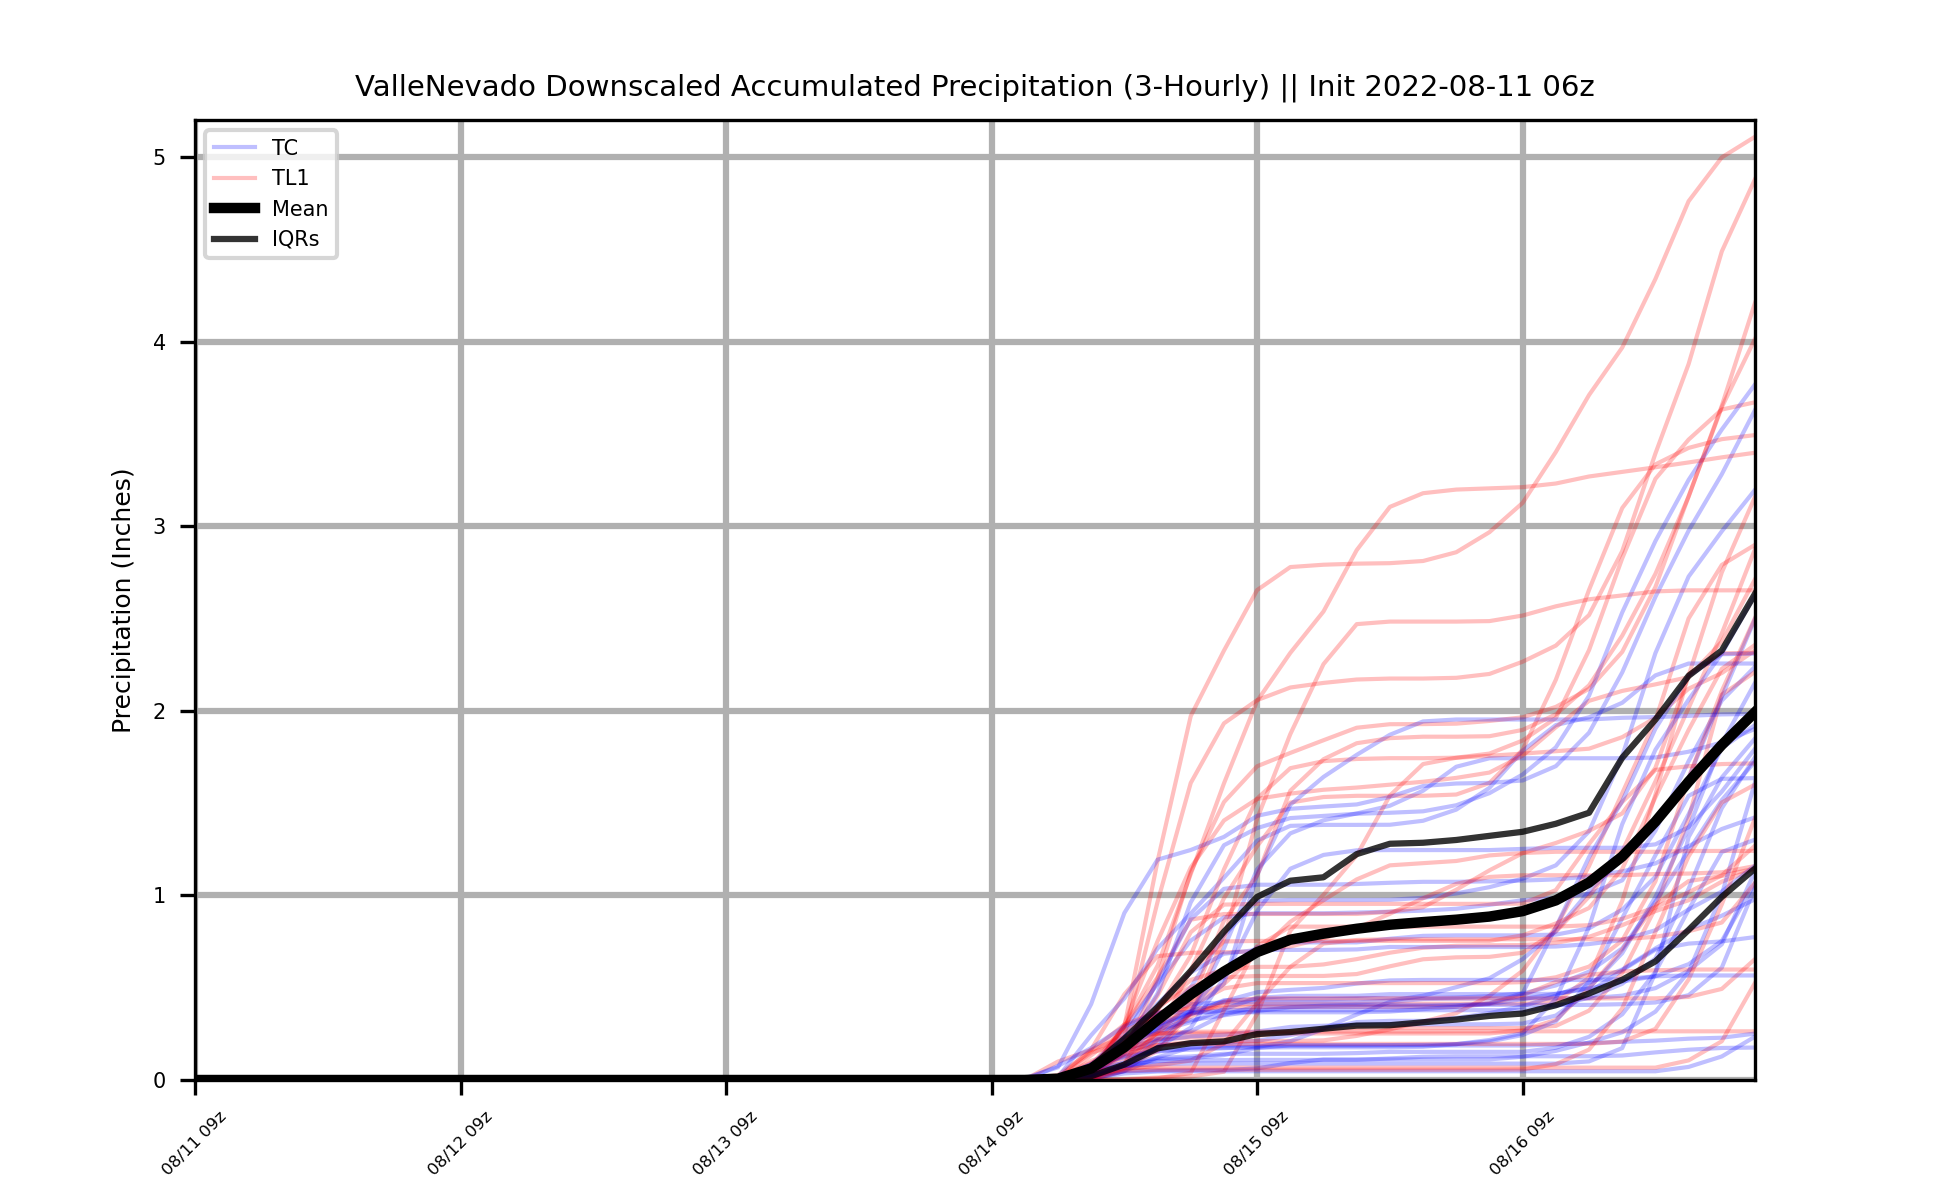 ValleNevado Downscaled Accumulated Precipitation (3-Hourly) || Init 2022-08-11 06z
TC
TL1
Mean
IQRs
Precipitation (Inches)
5
4
3
2
1
0
08/11 09z
08/12 09z
08/13 09z
08/14 09z
08/15 09z
08/16 09z